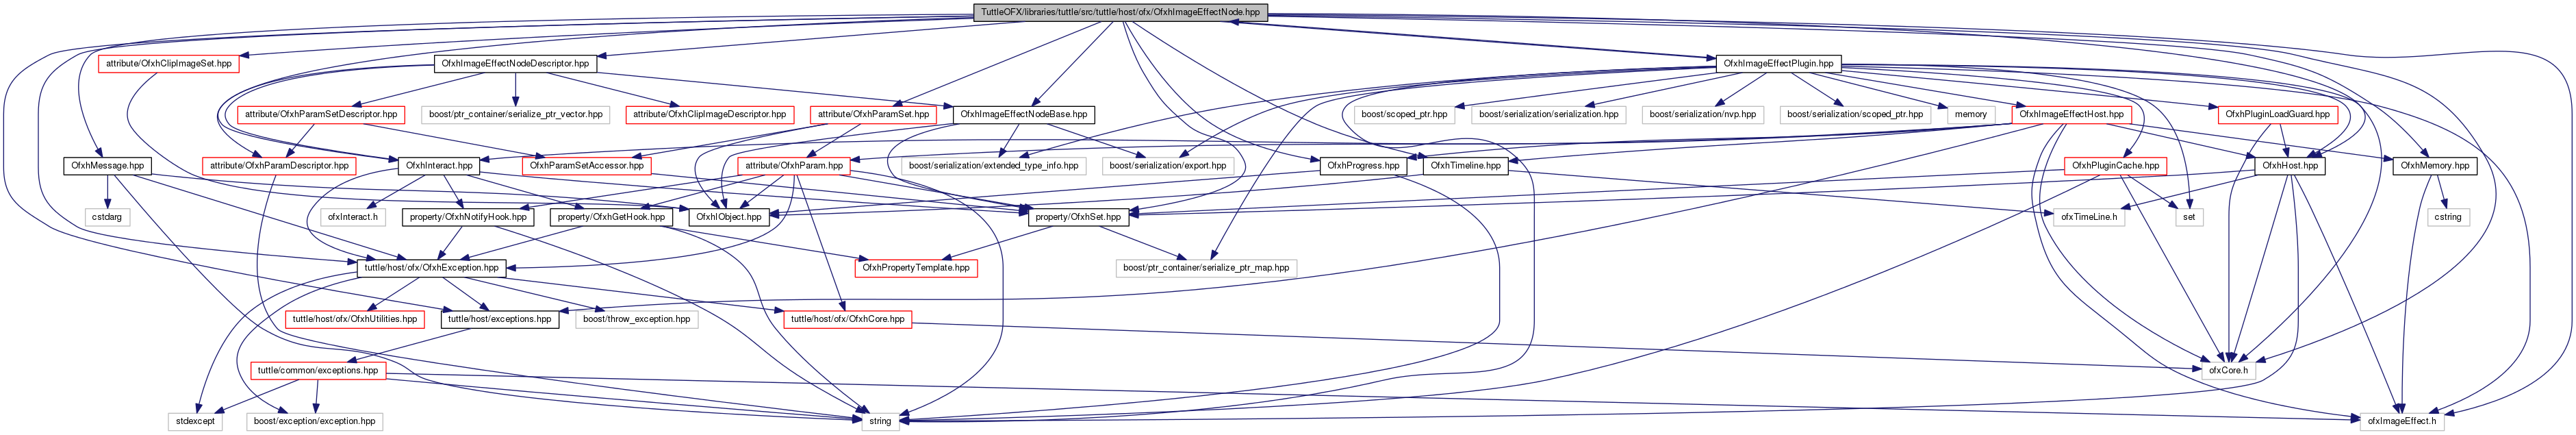 TuttleOFX/libraries/tuttle/src/tuttle/host/ofx/OfxhImageEffectNode.hpp
attribute/OfxhClipImageSet.hpp
OfxhImageEffectNodeDescriptor.hpp
OfxhImageEffectPlugin.hpp
attribute/OfxhParamSetDescriptor.hpp
boost/ptr_container/serialize_ptr_vector.hpp
attribute/OfxhClipImageDescriptor.hpp
attribute/OfxhParamSet.hpp
OfxhImageEffectNodeBase.hpp
boost/scoped_ptr.hpp
boost/serialization/serialization.hpp
boost/serialization/nvp.hpp
boost/serialization/scoped_ptr.hpp
memory
OfxhImageEffectHost.hpp
OfxhPluginLoadGuard.hpp
OfxhMessage.hpp
attribute/OfxhParamDescriptor.hpp
OfxhInteract.hpp
OfxhParamSetAccessor.hpp
attribute/OfxhParam.hpp
boost/serialization/extended_type_info.hpp
boost/serialization/export.hpp
OfxhProgress.hpp
OfxhTimeline.hpp
OfxhPluginCache.hpp
OfxhHost.hpp
OfxhMemory.hpp
cstdarg
ofxInteract.h
property/OfxhNotifyHook.hpp
property/OfxhGetHook.hpp
OfxhIObject.hpp
property/OfxhSet.hpp
ofxTimeLine.h
set
cstring
tuttle/host/ofx/OfxhException.hpp
OfxhPropertyTemplate.hpp
boost/ptr_container/serialize_ptr_map.hpp
tuttle/host/ofx/OfxhUtilities.hpp
tuttle/host/exceptions.hpp
boost/throw_exception.hpp
tuttle/host/ofx/OfxhCore.hpp
tuttle/common/exceptions.hpp
ofxCore.h
stdexcept
boost/exception/exception.hpp
string
ofxImageEffect.h